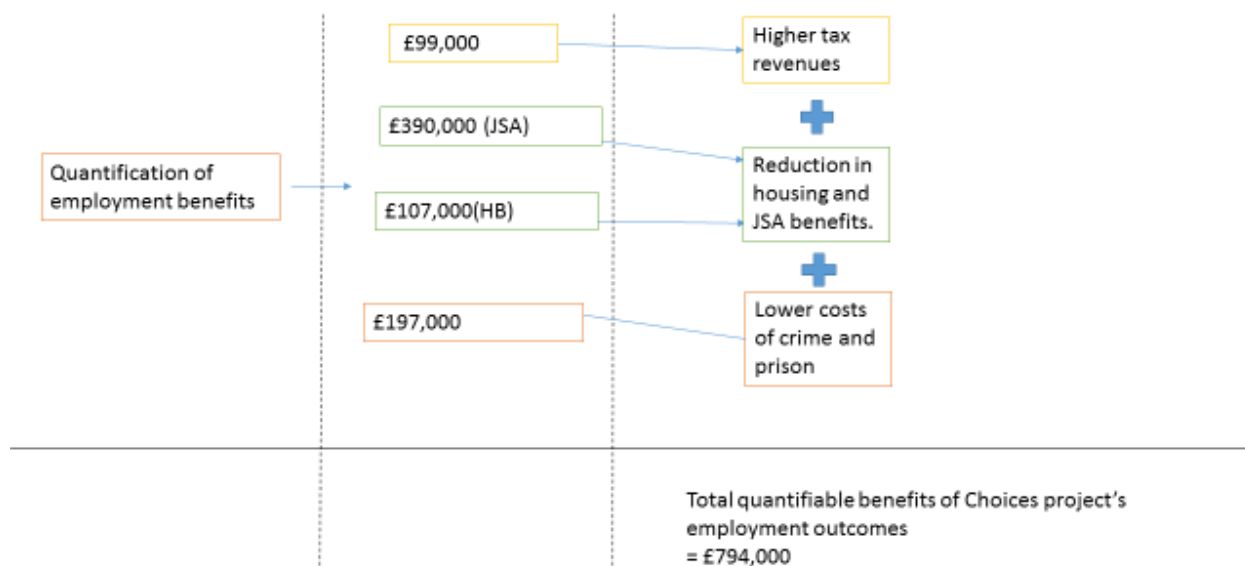 Quantification of
employment benefits
£99,000
£390,000 (JSA)
£107,000(HB)
£197,000
Higher tax
revenues
Reduction in
housing and
JSA benefits.
Lower costs
of crime and
prison
Total quantifiable benefits of Choices project's
employment outcomes
= £794,000